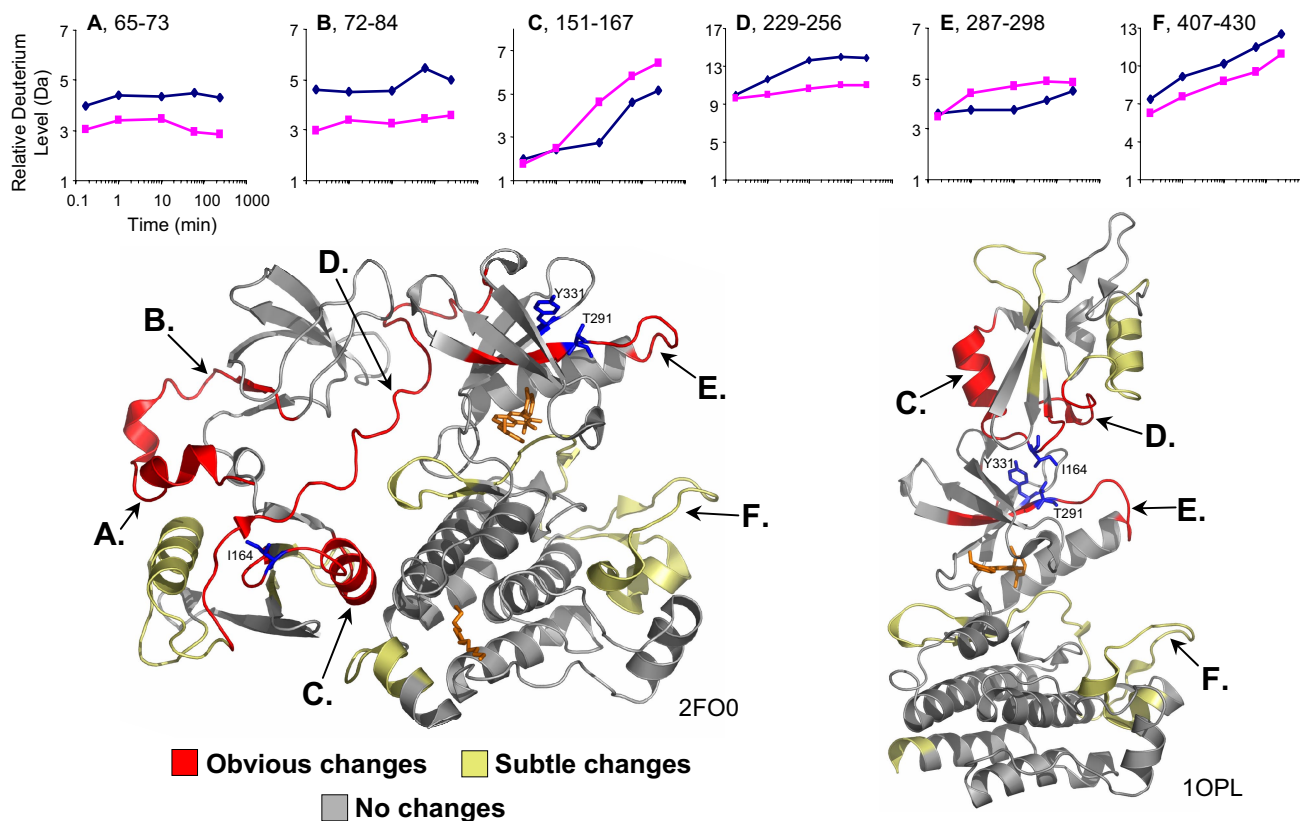 A, 65-73
B, 72-84
C, 151-167
D, 229-256
E, 287-298
F, 407-430
Relative Deuterium
Level (Da)
7
5
3
1
7
5
3
1
7
5
3
1
17
13
9
5
1
7
5
3
1
13
10
7
4
1
0.1 1 10 100 1000
Time (min)
D.
B.
Y331
T291
E.
A.
I164
F.
C.
2FO0
C.
D.
Y331
I164
T291
E.
F.
1OPL
Obvious changes
Subtle changes
No changes